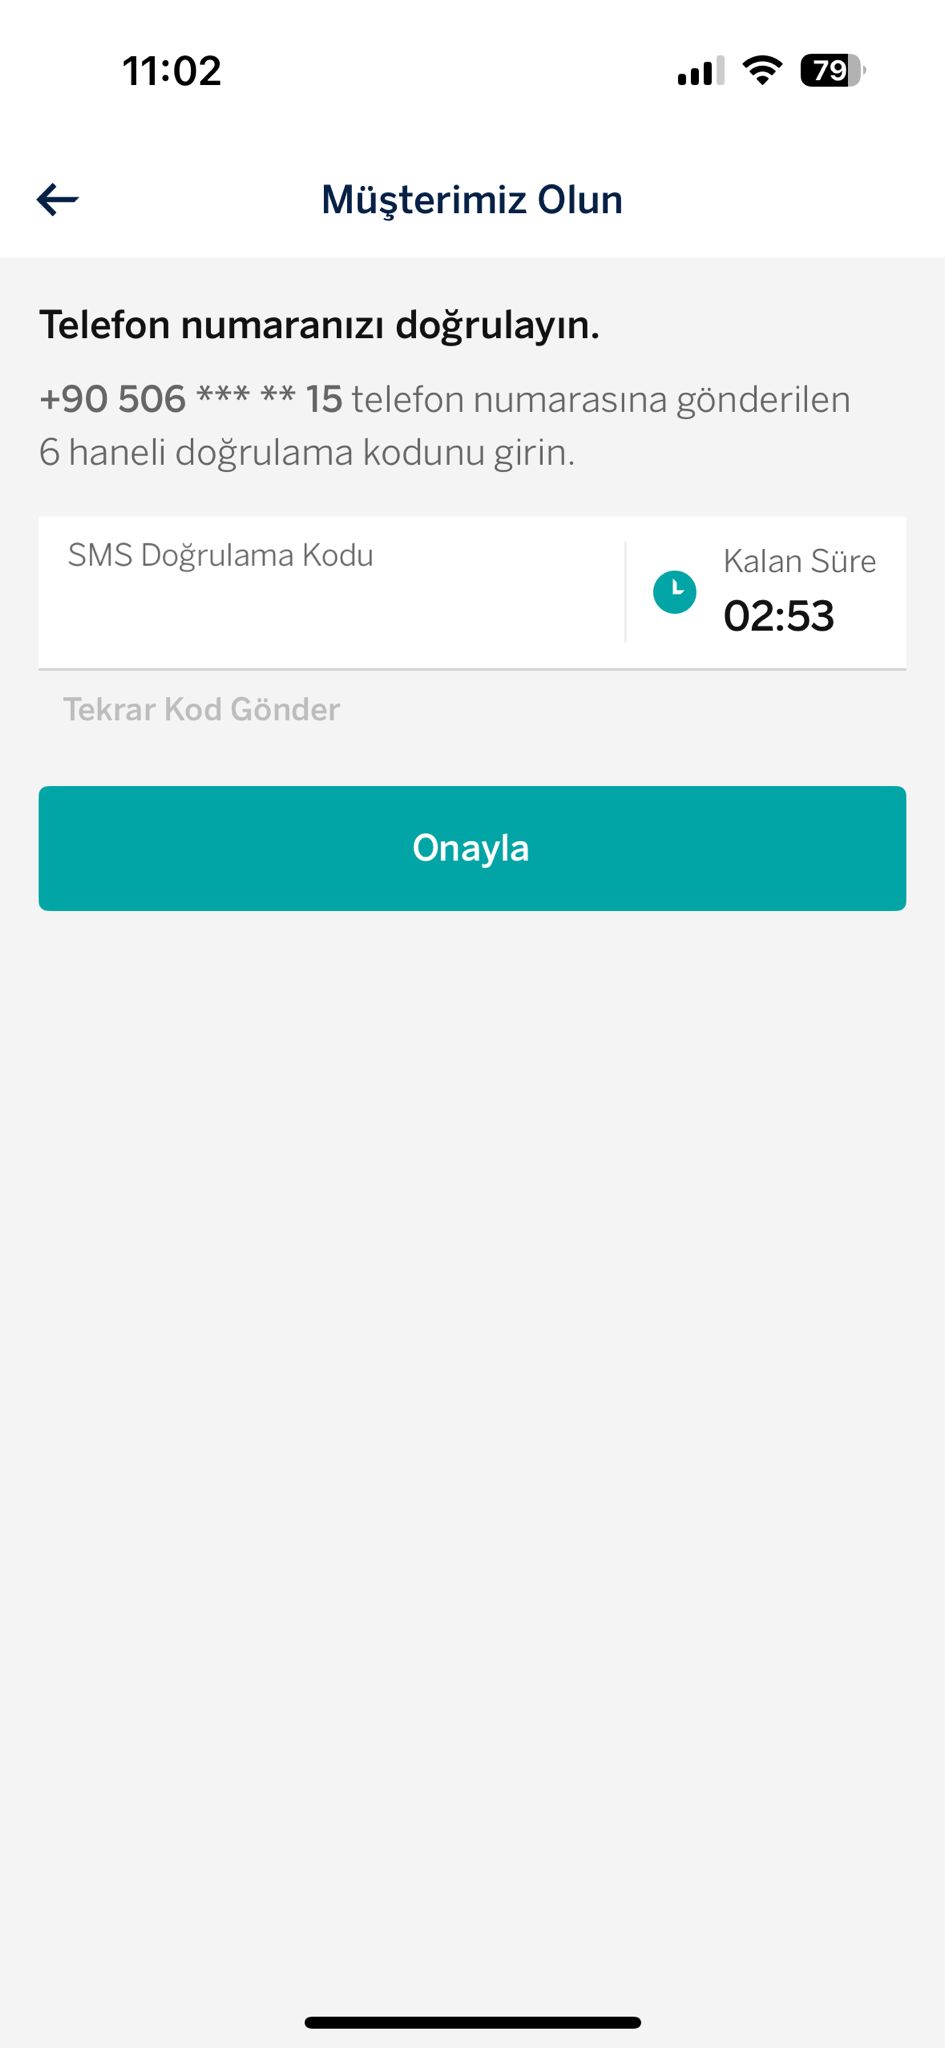 11:02
79
Müşterimiz Olun
Telefon numaranızı doğrulayın.
+90 506 *** ** 15 telefon numarasına gönderilen
6 haneli doğrulama kodunu girin.
SMS Doğrulama Kodu
Kalan Süre
02:53
Tekrar Kod Gönder
Onayla